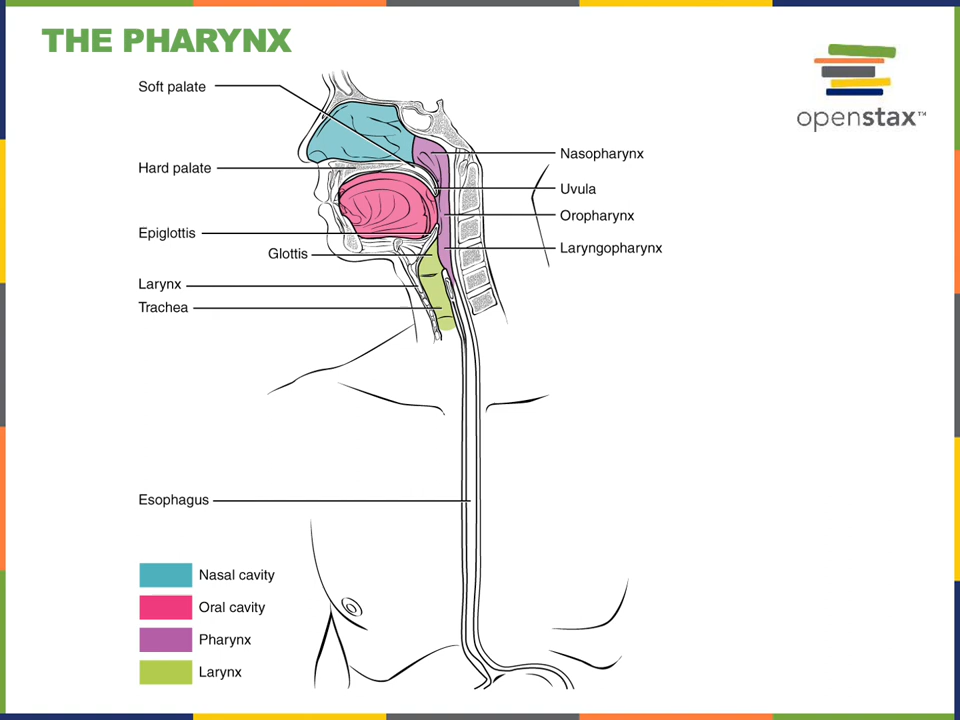 THE PHARYNX
openstax™
Soft palate
Hard palate
Epiglottis
Glottis
Larynx
Trachea
Nasopharynx
Uvula
Oropharynx
Laryngopharynx
Esophagus
Nasal cavity
Oral cavity
Pharynx
Larynx